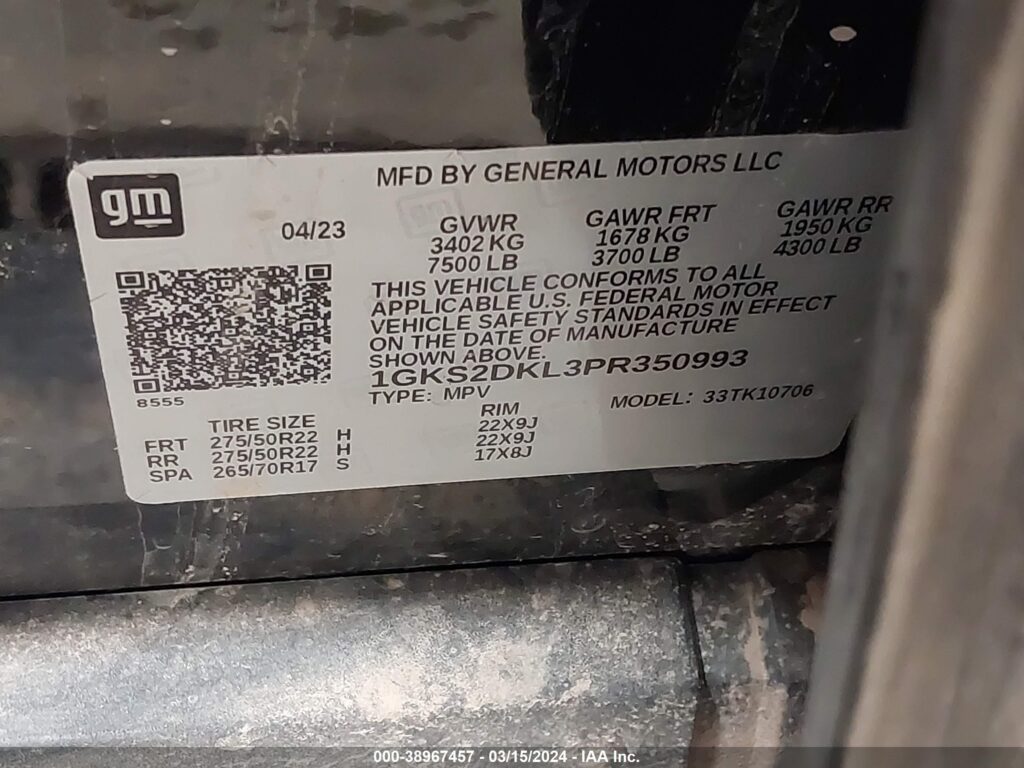 gm
MFD BY GENERAL MOTORS LLC
04/23
GVWR
3402 KG
7500 LB
GAWR FRT
1678 KG
3700 LB
GAWR RR
1950 KG
4300 LB
THIS VEHICLE CONFORMS TO ALL
APPLICABLE U.S. FEDERAL MOTOR
VEHICLE SAFETY STANDARDS IN EFFECT
ON THE DATE OF MANUFACTURE
SHOWN ABOVE.
1GKS2DKL3PR350993
TYPE: MPV
MODEL: 33TK10706
8555
TIRE SIZE RIM
FRT 275/50R22 H 22X9J
RR 275/50R22 H 22X9J
SPA 265/70R17 S 17X8J
000-38967457 - 03/15/2024 - IAA Inc.